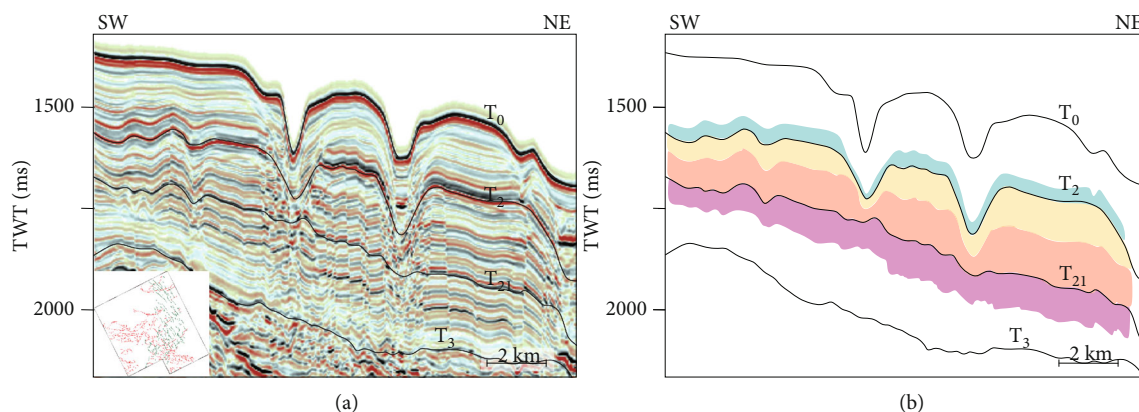 SW NE
1500
2000
TWT (ms)
T0
T2
T21
T3
2 km
(a)
SW NE
1500
2000
TWT (ms)
T0
T2
T21
T3
2 km
(b)